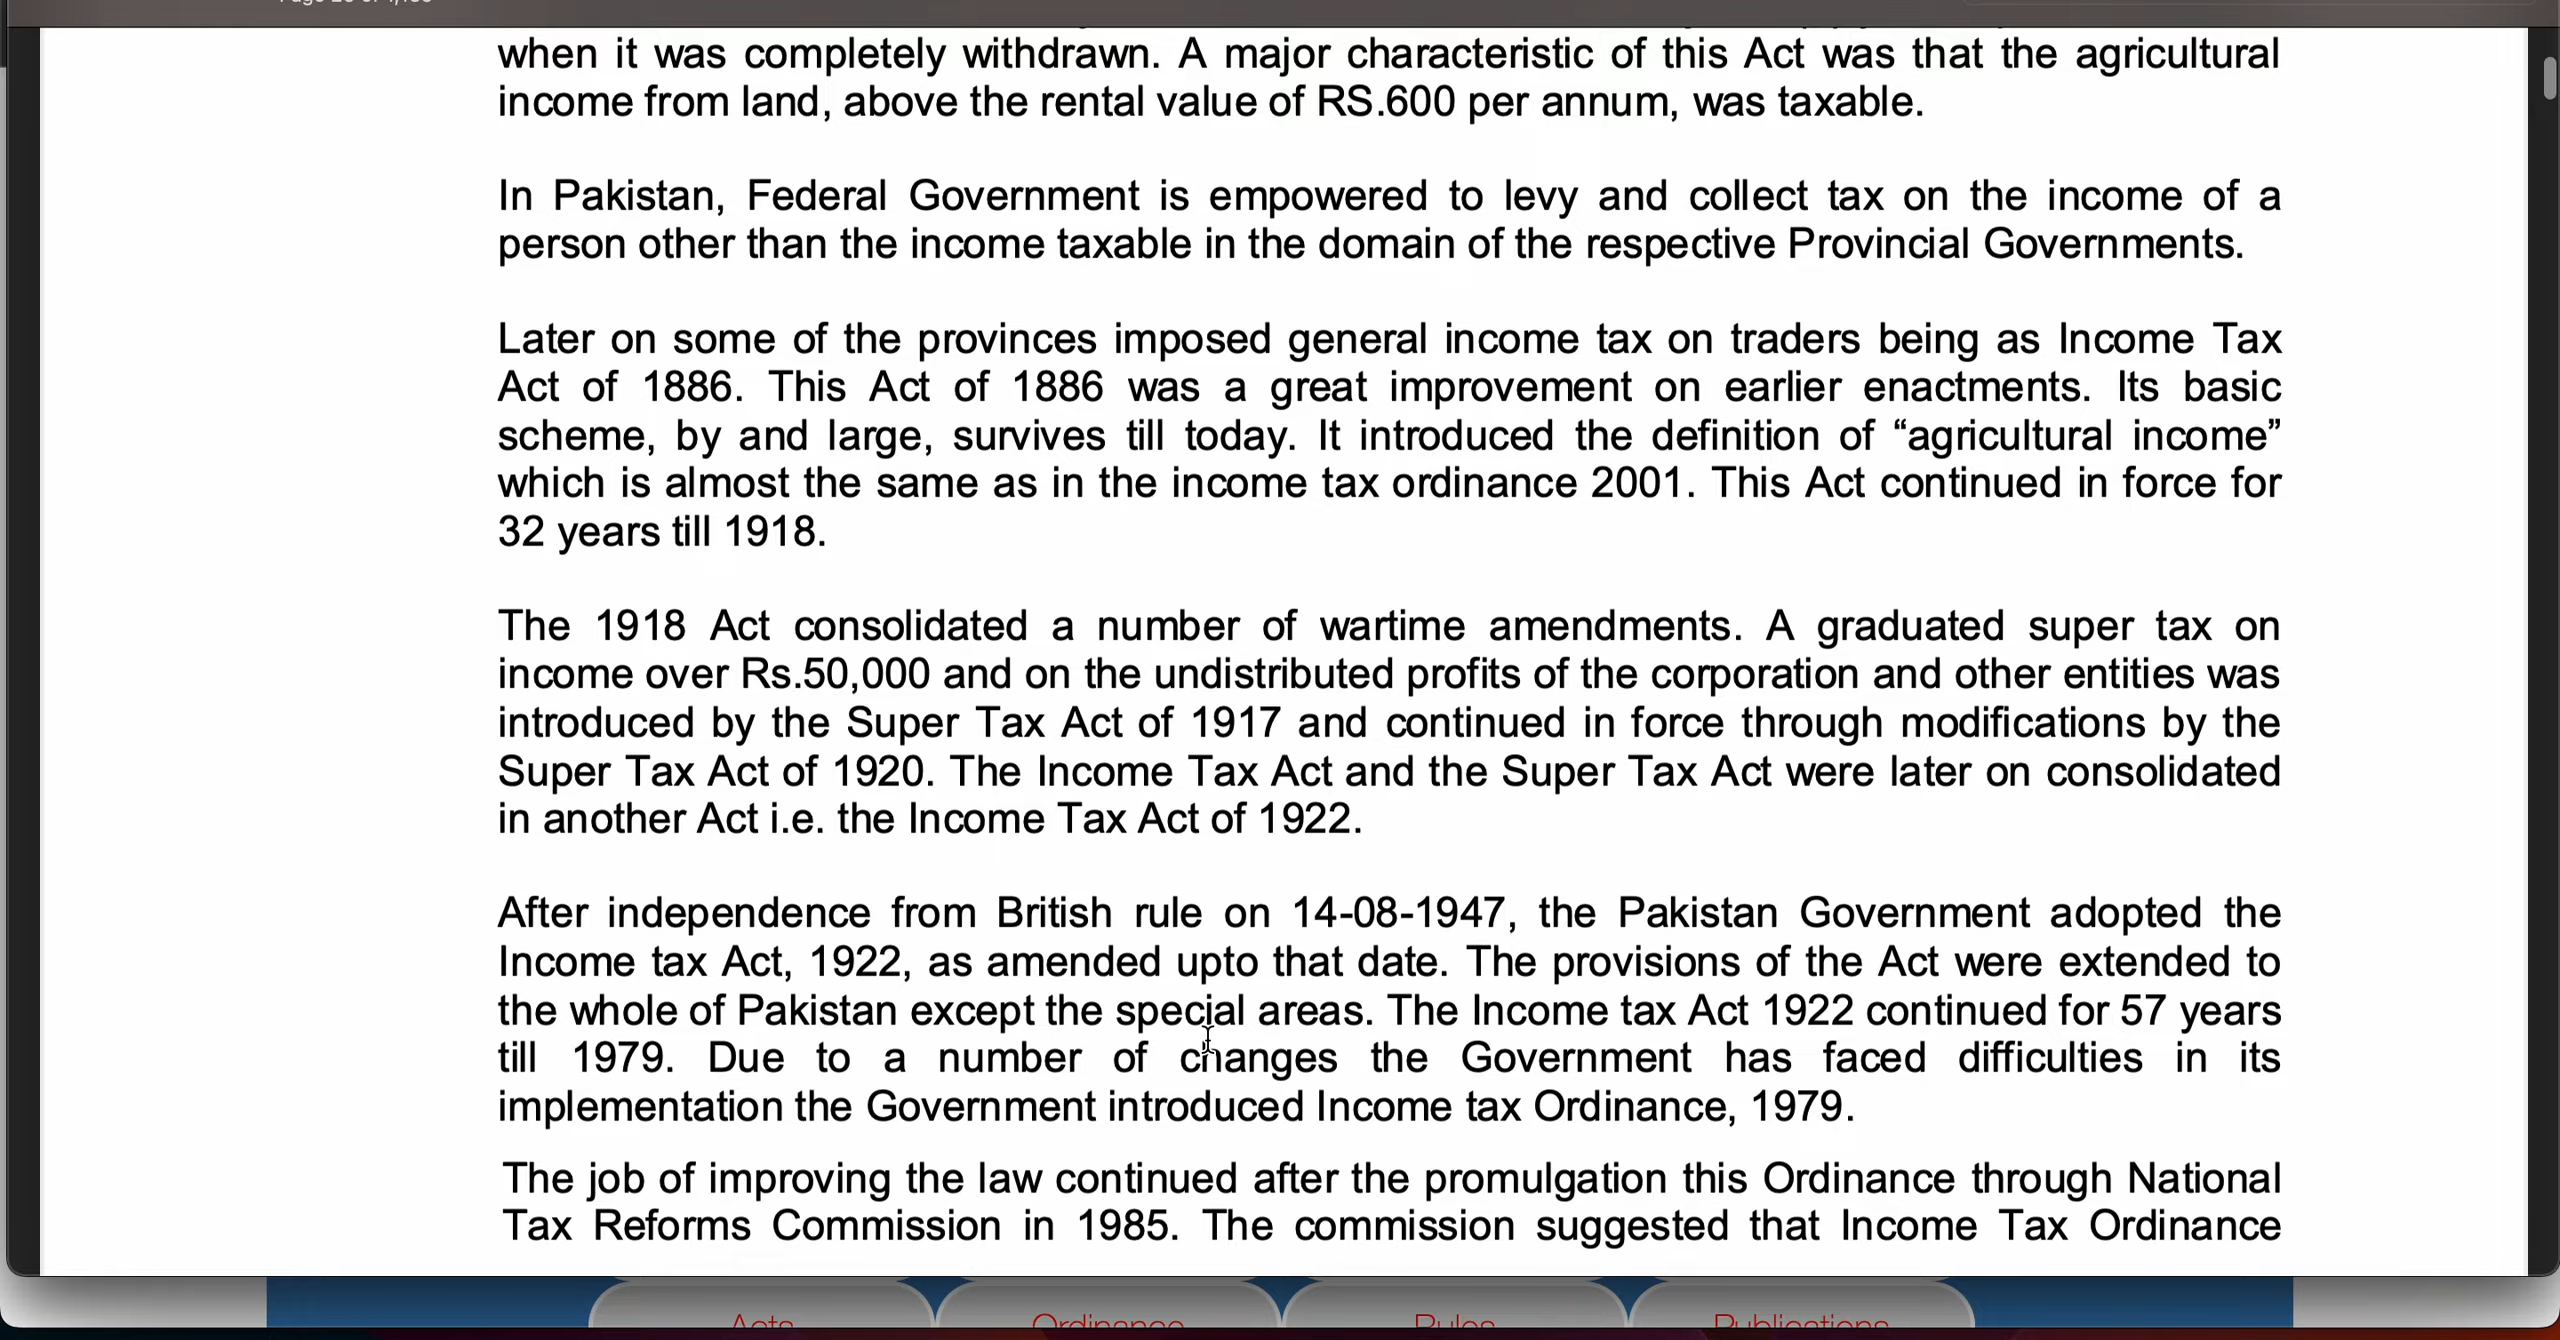 when it was completely withdrawn. A major characteristic of this Act was that the agricultural
income from land, above the rental value of RS.600 per annum, was taxable.
In Pakistan, Federal Government is empowered to levy and collect tax on the income of a
person other than the income taxable in the domain of the respective Provincial Governments.
Later on some of the provinces imposed general income tax on traders being as Income Tax
Act of 1886. This Act of 1886 was a great improvement on earlier enactments. Its basic
scheme, by and large, survives till today. It introduced the definition of “agricultural income”
which is almost the same as in the income tax ordinance 2001. This Act continued in force for
32 years till 1918.
The 1918 Act consolidated a number of wartime amendments. A graduated super tax on
income over Rs.50,000 and on the undistributed profits of the corporation and other entities was
introduced by the Super Tax Act of 1917 and continued in force through modifications by the
Super Tax Act of 1920. The Income Tax Act and the Super Tax Act were later on consolidated
in another Act i.e. the Income Tax Act of 1922.
After independence from British rule on 14-08-1947, the Pakistan Government adopted the
Income tax Act, 1922, as amended upto that date. The provisions of the Act were extended to
the whole of Pakistan except the special areas. The Income tax Act 1922 continued for 57 years
till 1979. Due to a number of changes the Government has faced difficulties in its
implementation the Government introduced Income tax Ordinance, 1979.
The job of improving the law continued after the promulgation this Ordinance through National
Tax Reforms Commission in 1985. The commission suggested that Income Tax Ordinance
Acts Ordinance Rules Publications